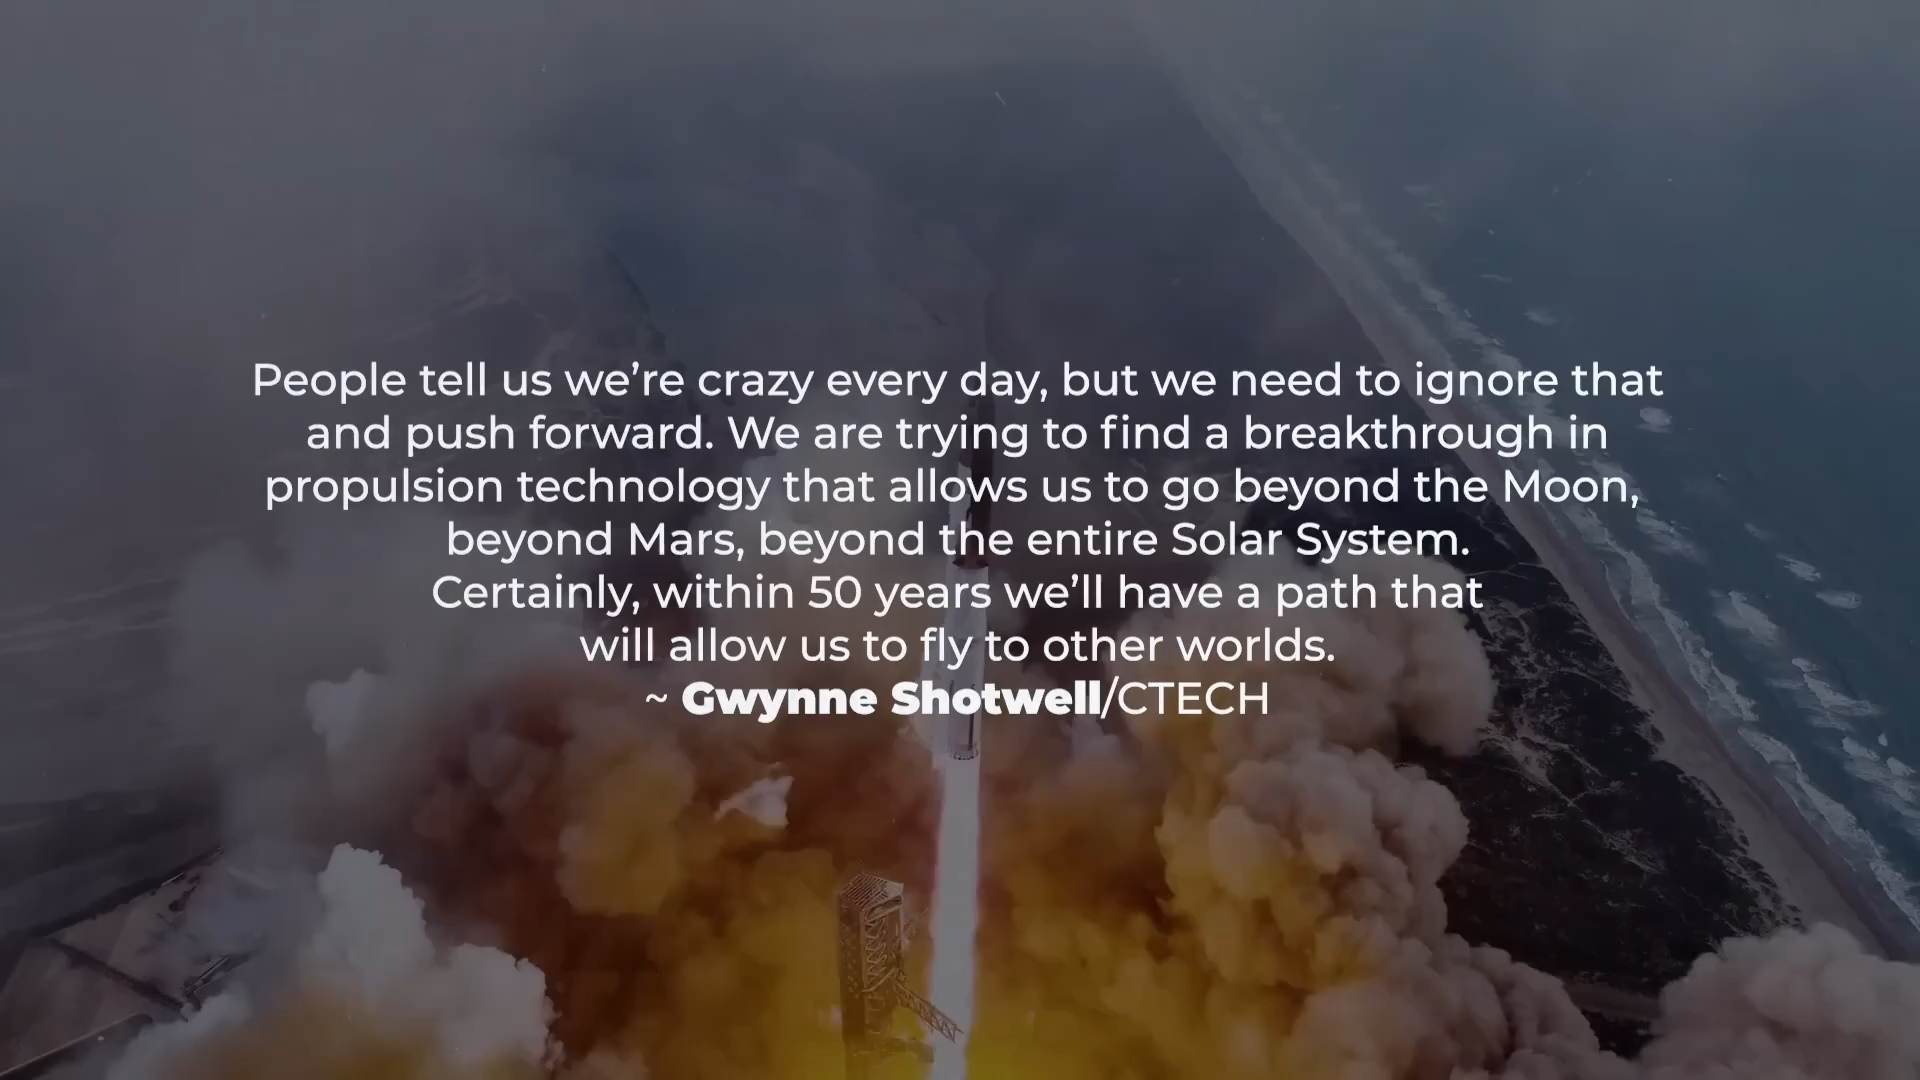 People tell us we’re crazy every day, but we need to ignore that
and push forward. We are trying to find a breakthrough in
propulsion technology that allows us to go beyond the Moon,
beyond Mars, beyond the entire Solar System.
Certainly, within 50 years we’ll have a path that
will allow us to fly to other worlds.
~ Gwynne Shotwell/CTECH